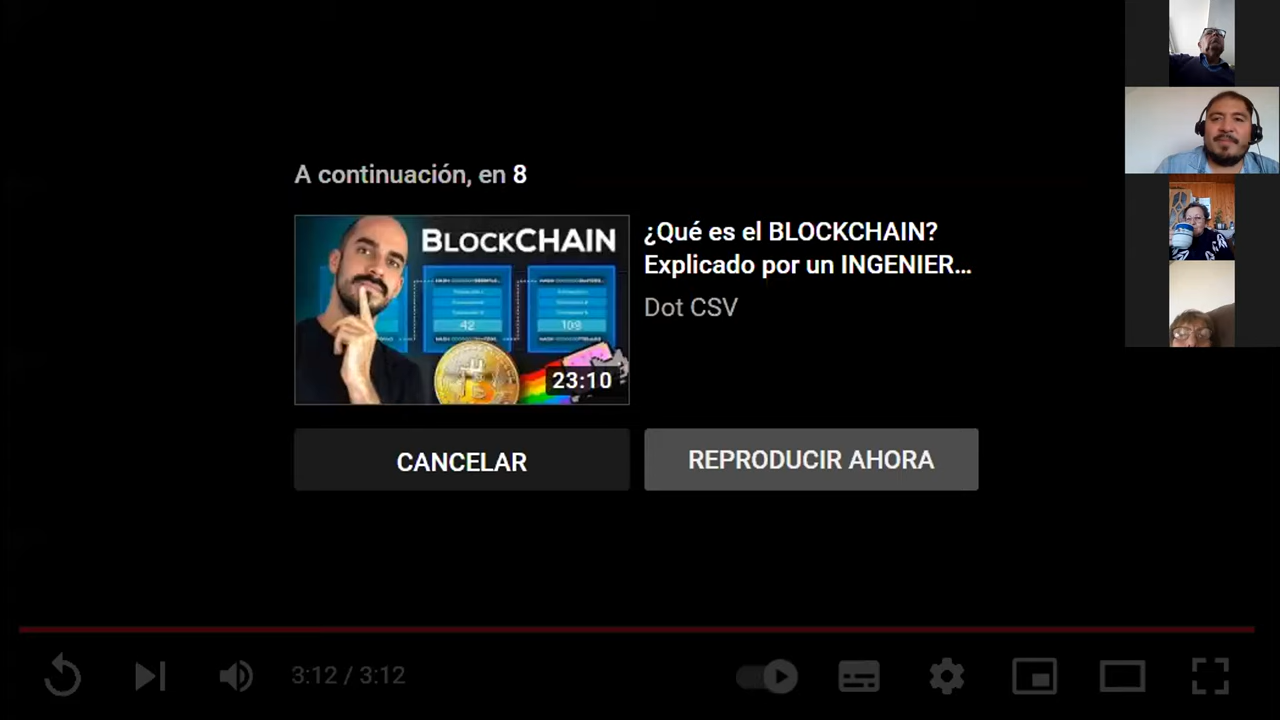 A continuación, en 8
BLOCKCHAIN
42
108
23:10
¿Qué es el BLOCKCHAIN?
Explicado por un INGENIER...
Dot CSV
CANCELAR
REPRODUCIR AHORA
3:12 / 3:12